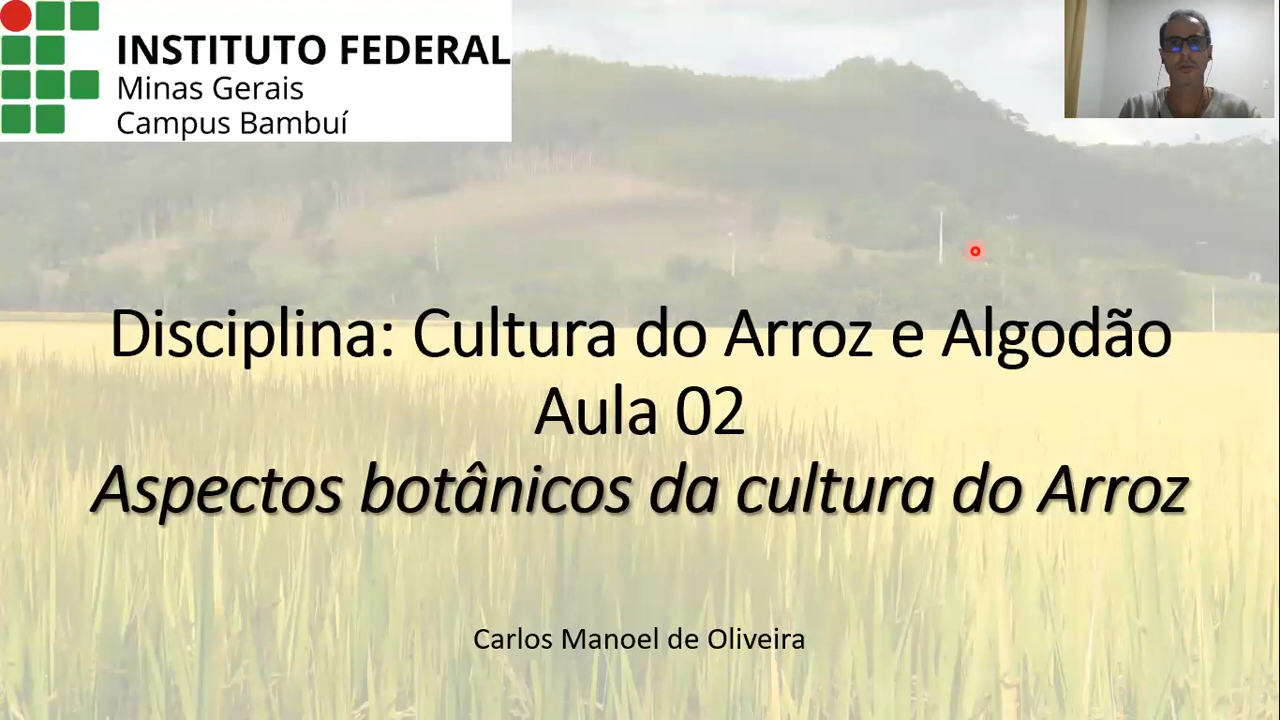 INSTITUTO FEDERAL
Minas Gerais
Campus Bambuí
Disciplina: Cultura do Arroz e Algodão
Aula 02
Aspectos botânicos da cultura do Arroz
Carlos Manoel de Oliveira